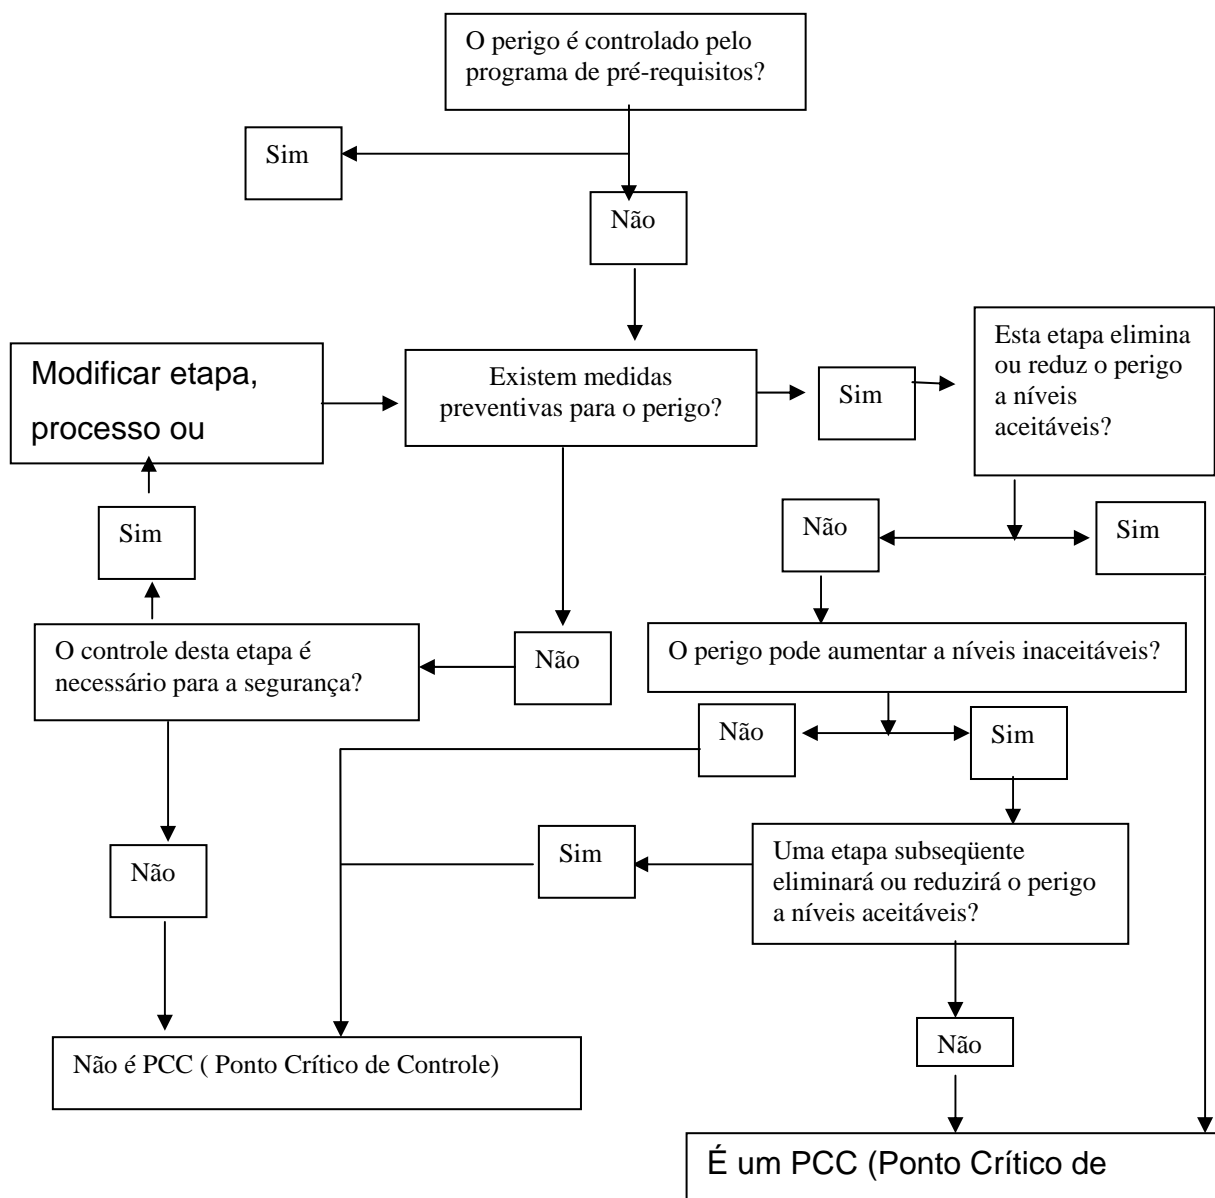 O perigo é controlado pelo
programa de pré-requisitos?
Sim
Não
Modificar etapa,
processo ou
Existem medidas
preventivas para o perigo?
Sim
Esta etapa elimina
ou reduz o perigo
a níveis
aceitáveis?
Sim
Não
Sim
O controle desta etapa é
necessário para a segurança?
Não
O perigo pode aumentar a níveis inaceitáveis?
Não
Sim
Não
Sim
Uma etapa subseqüente
eliminará ou reduzirá o perigo
a níveis aceitáveis?
Não
Não é PCC ( Ponto Crítico de Controle)
É um PCC (Ponto Crítico de